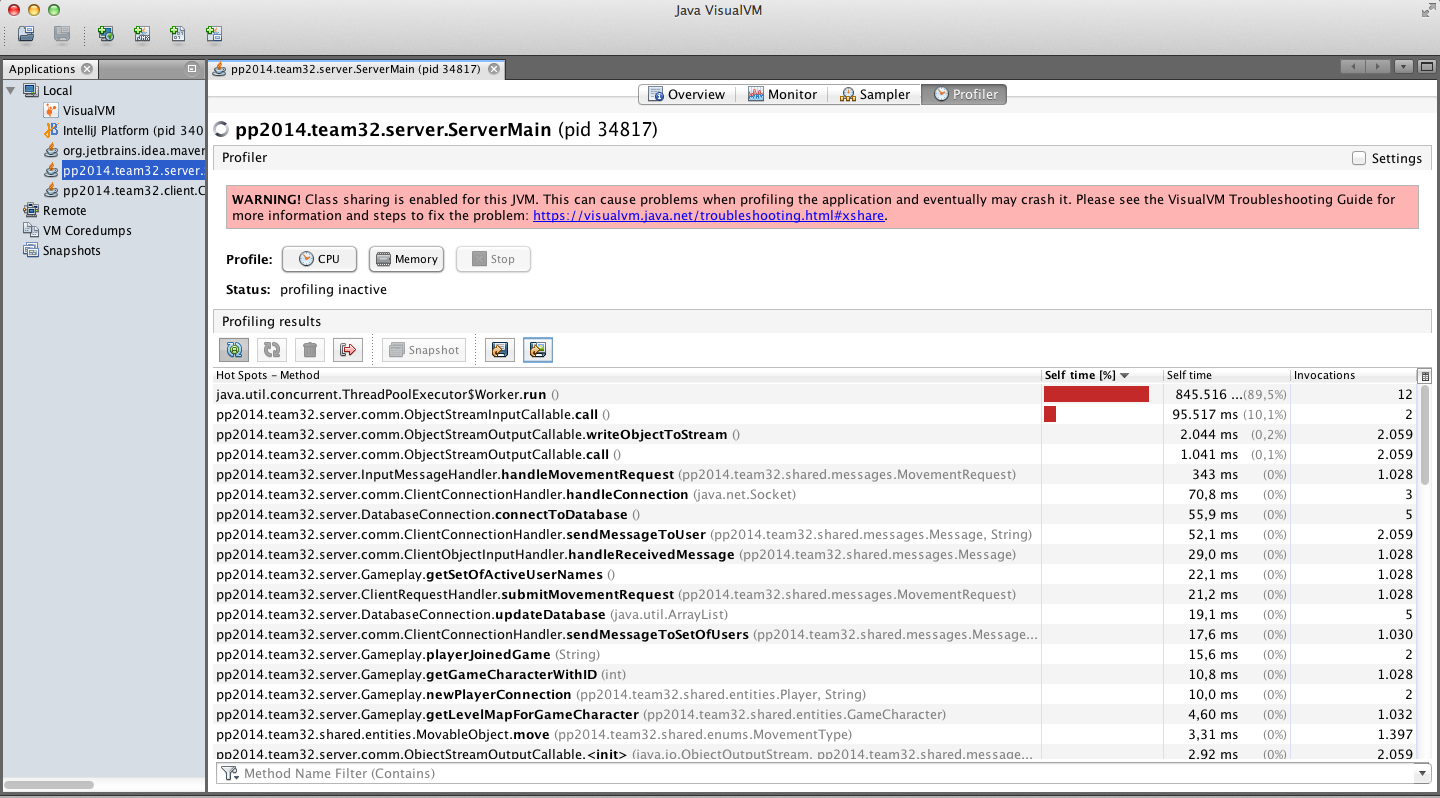 Java VisualVM
Applications
pp2014.team32.server.ServerMain (pid 34817)
Local
VisualVM
IntelliJ Platform (pid 340
org.jetbrains.idea.maver
pp2014.team32.server.
pp2014.team32.client.C
Remote
VM Coredumps
Snapshots
Overview Monitor Sampler Profiler
pp2014.team32.server.ServerMain (pid 34817)
Profiler Settings
WARNING! Class sharing is enabled for this JVM. This can cause problems when profiling the application and eventually may crash it. Please see the VisualVM Troubleshooting Guide for
more information and steps to fix the problem: https://visualvm.java.net/troubleshooting.html#xshare.
Profile: CPU Memory Stop
Status: profiling inactive
Profiling results
Snapshot
Hot Spots – Method Self time [%] Self time Invocations
java.util.concurrent.ThreadPoolExecutor$Worker.run () 845.516 ...(89,5%) 12
pp2014.team32.server.comm.ObjectStreamInputCallable.call () 95.517 ms (10,1%) 2
pp2014.team32.server.comm.ObjectStreamOutputCallable.writeObjectToStream () 2.044 ms (0,2%) 2.059
pp2014.team32.server.comm.ObjectStreamOutputCallable.call () 1.041 ms (0,1%) 2.059
pp2014.team32.server.InputMessageHandler.handleMovementRequest (pp2014.team32.shared.messages.MovementRequest) 343 ms (0%) 1.028
pp2014.team32.server.comm.ClientConnectionHandler.handleConnection (java.net.Socket) 70,8 ms (0%) 3
pp2014.team32.server.DatabaseConnection.connectToDatabase () 55,9 ms (0%) 5
pp2014.team32.server.comm.ClientConnectionHandler.sendMessageToUser (pp2014.team32.shared.messages.Message, String) 52,1 ms (0%) 2.059
pp2014.team32.server.comm.ClientObjectInputHandler.handleReceivedMessage (pp2014.team32.shared.messages.Message) 29,0 ms (0%) 1.028
pp2014.team32.server.Gameplay.getSetOfActiveUserNames () 22,1 ms (0%) 1.028
pp2014.team32.server.ClientRequestHandler.submitMovementRequest (pp2014.team32.shared.messages.MovementRequest) 21,2 ms (0%) 1.028
pp2014.team32.server.DatabaseConnection.updateDatabase (java.util.ArrayList) 19,1 ms (0%) 5
pp2014.team32.server.comm.ClientConnectionHandler.sendMessageToSetOfUsers (pp2014.team32.shared.messages.Message... 17,6 ms (0%) 1.030
pp2014.team32.server.Gameplay.playerJoinedGame (String) 15,6 ms (0%) 2
pp2014.team32.server.Gameplay.getGameCharacterWithID (int) 10,8 ms (0%) 1.028
pp2014.team32.server.Gameplay.newPlayerConnection (pp2014.team32.shared.entities.Player, String) 10,0 ms (0%) 2
pp2014.team32.server.Gameplay.getLevelMapForGameCharacter (pp2014.team32.shared.entities.GameCharacter) 4,60 ms (0%) 1.032
pp2014.team32.shared.entities.MovableObject.move (pp2014.team32.shared.enums.MovementType) 3,31 ms (0%) 1.397
pp2014.team32.server.comm.ObjectStreamOutputCallable.<init> (java.io.ObjectOutputStream, pp2014.team32.shared.message... 2,92 ms (0%) 2.059
Method Name Filter (Contains)